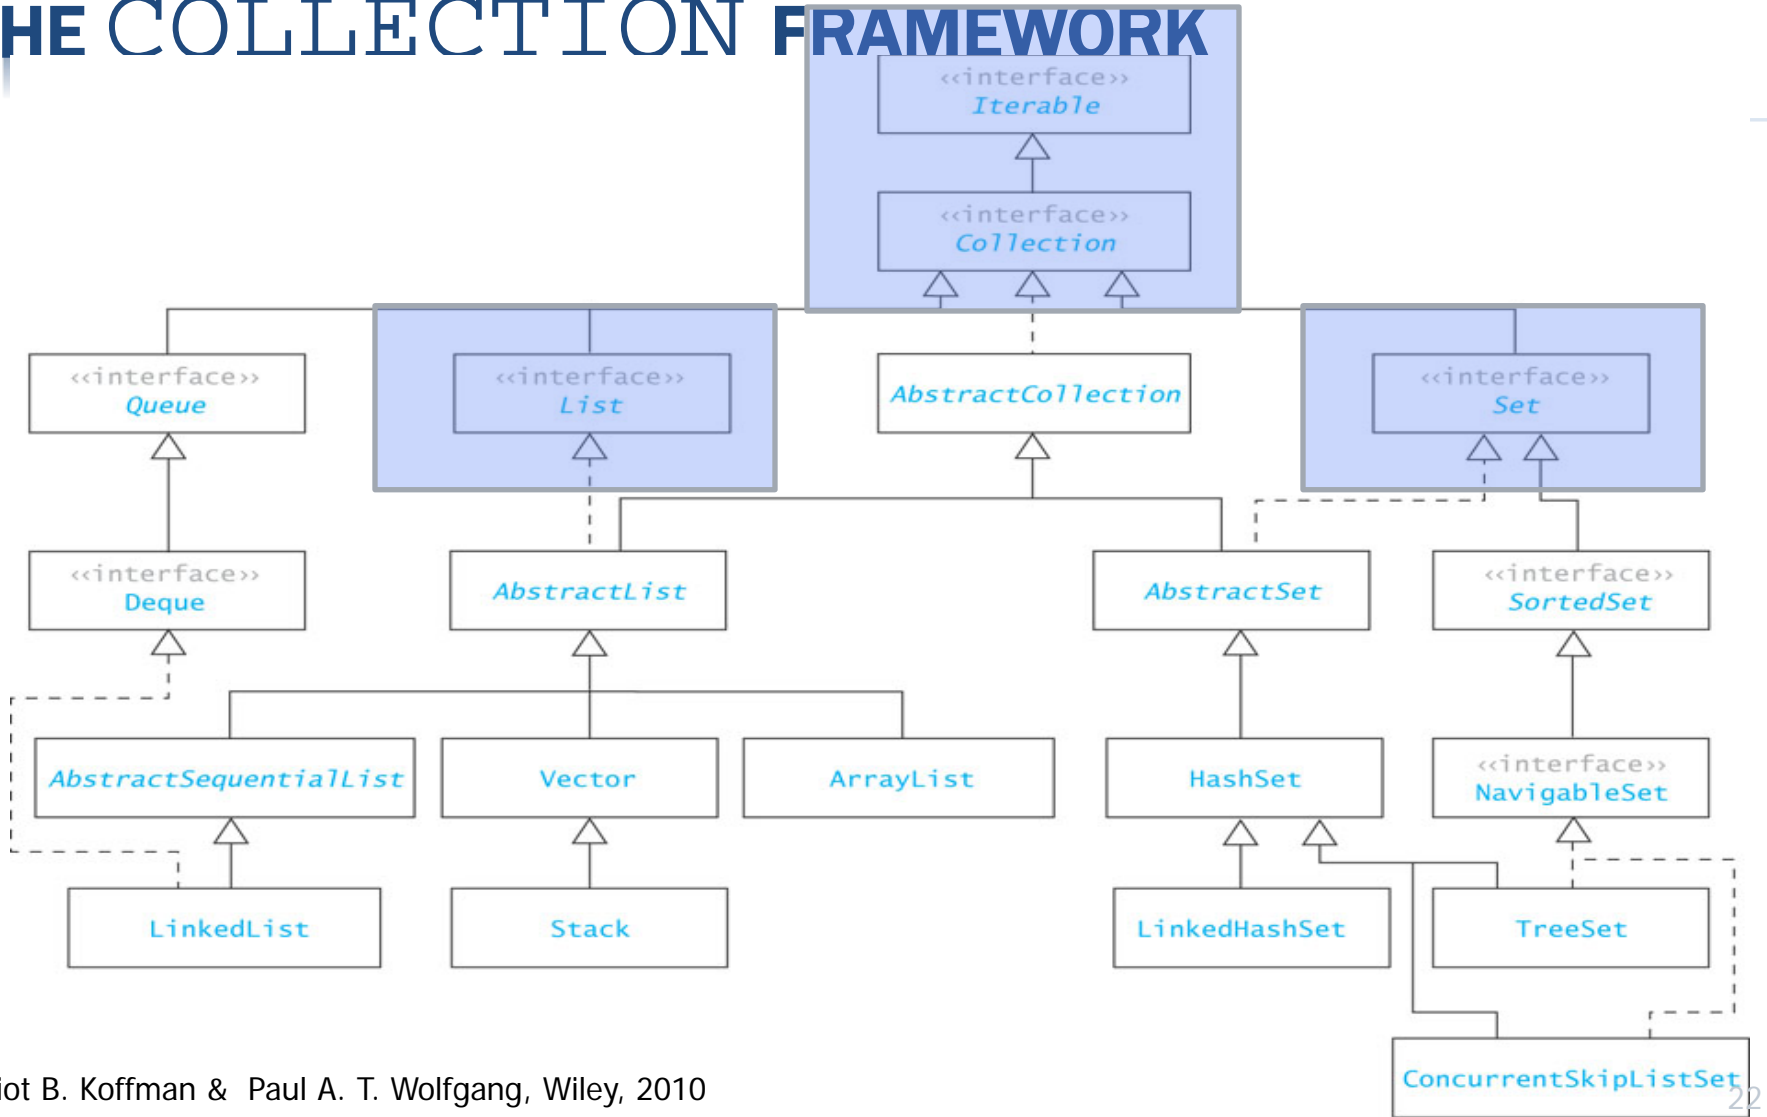 HE COLLECTION FRAMEWORK
‹‹interface››
Iterable
‹‹interface››
Collection
‹‹interface››
Queue
‹‹interface››
List
AbstractCollection
‹‹interface››
Set
‹‹interface››
Deque
AbstractList
AbstractSet
‹‹interface››
SortedSet
AbstractSequentialList
Vector
ArrayList
HashSet
‹‹interface››
NavigableSet
LinkedList
Stack
LinkedHashSet
TreeSet
ConcurrentSkipListSet
iot B. Koffman & Paul A. T. Wolfgang, Wiley, 2010
22